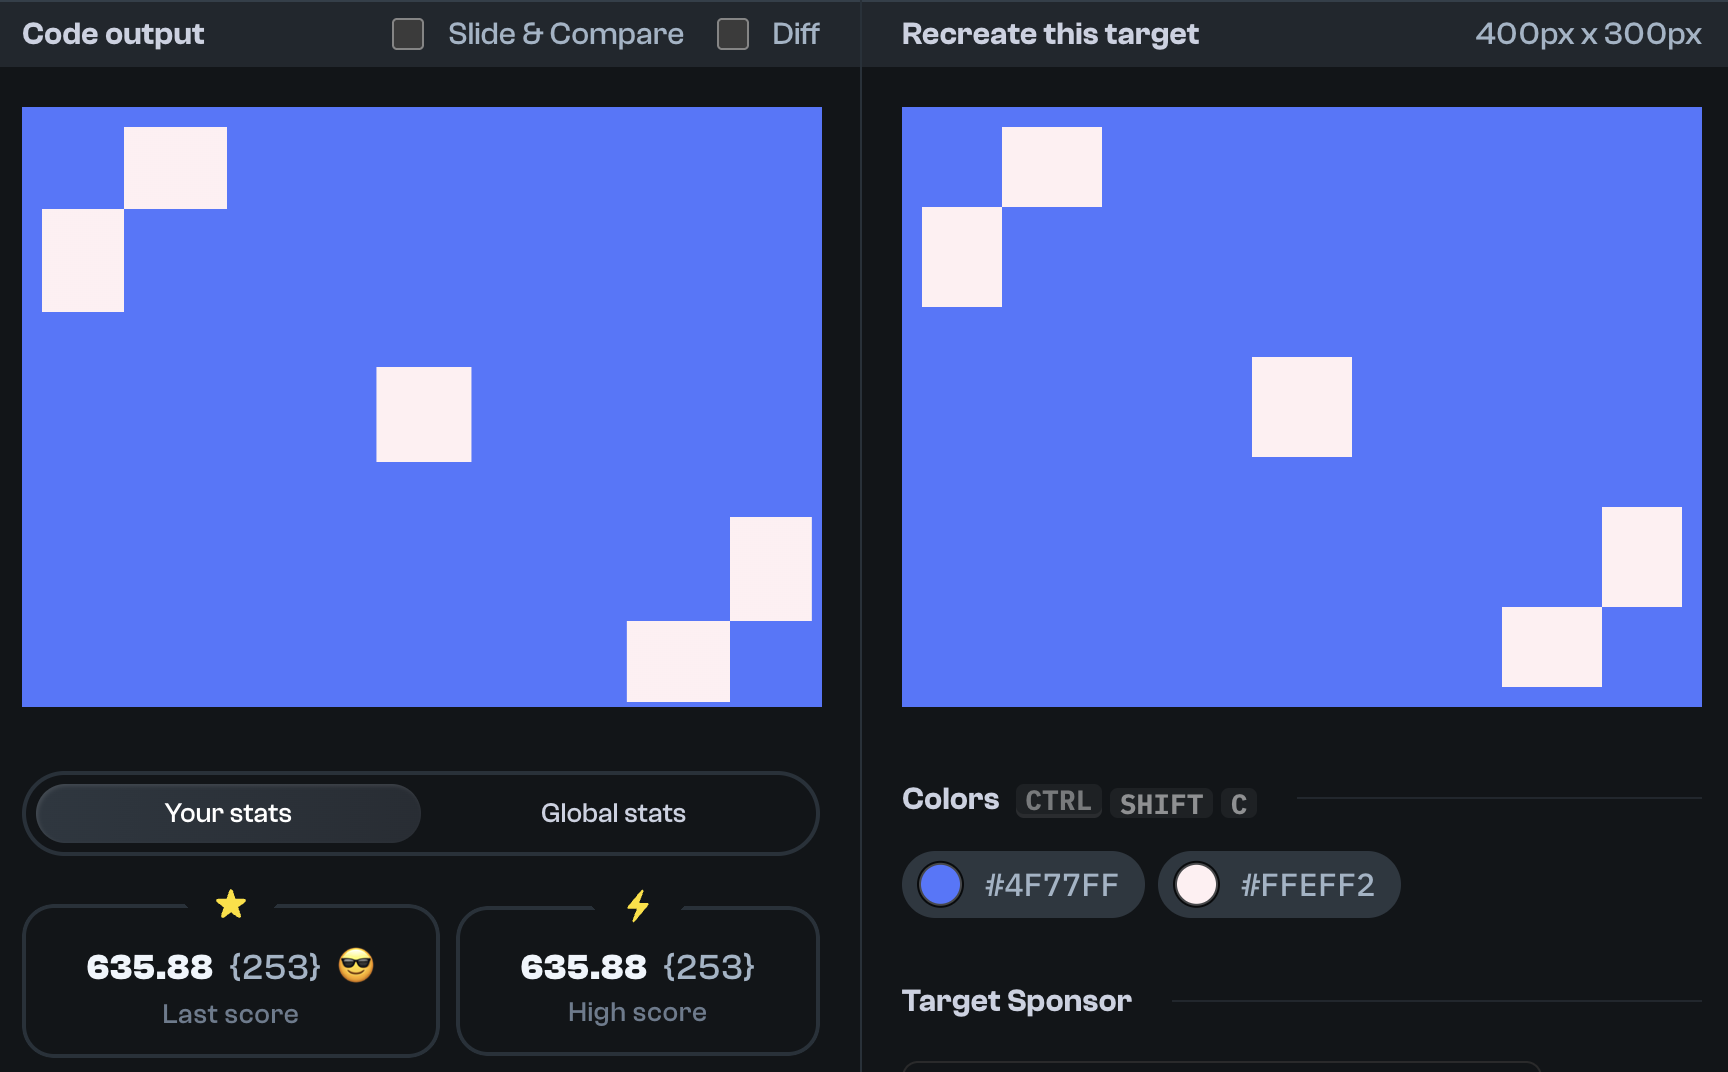 Code output
Slide & Compare
Diff
Recreate this target
400px x 300px
Your stats
Global stats
635.88 {253}
Last score
635.88 {253}
High score
Colors CTRL SHIFT C
#4F77FF
#FFEFF2
Target Sponsor